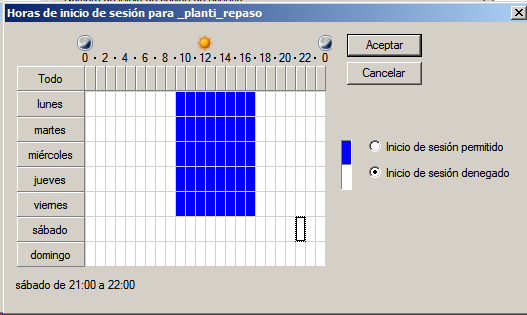 Horas de inicio de sesión para _planti_repaso
Aceptar
0 · 2 · 4 · 6 · 8 · 10 · 12 · 14 · 16 · 18 · 20 · 22 · 0
Cancelar
Todo
lunes
martes
miércoles
jueves
viernes
sábado
domingo
Inicio de sesión permitido
Inicio de sesión denegado
sábado de 21:00 a 22:00